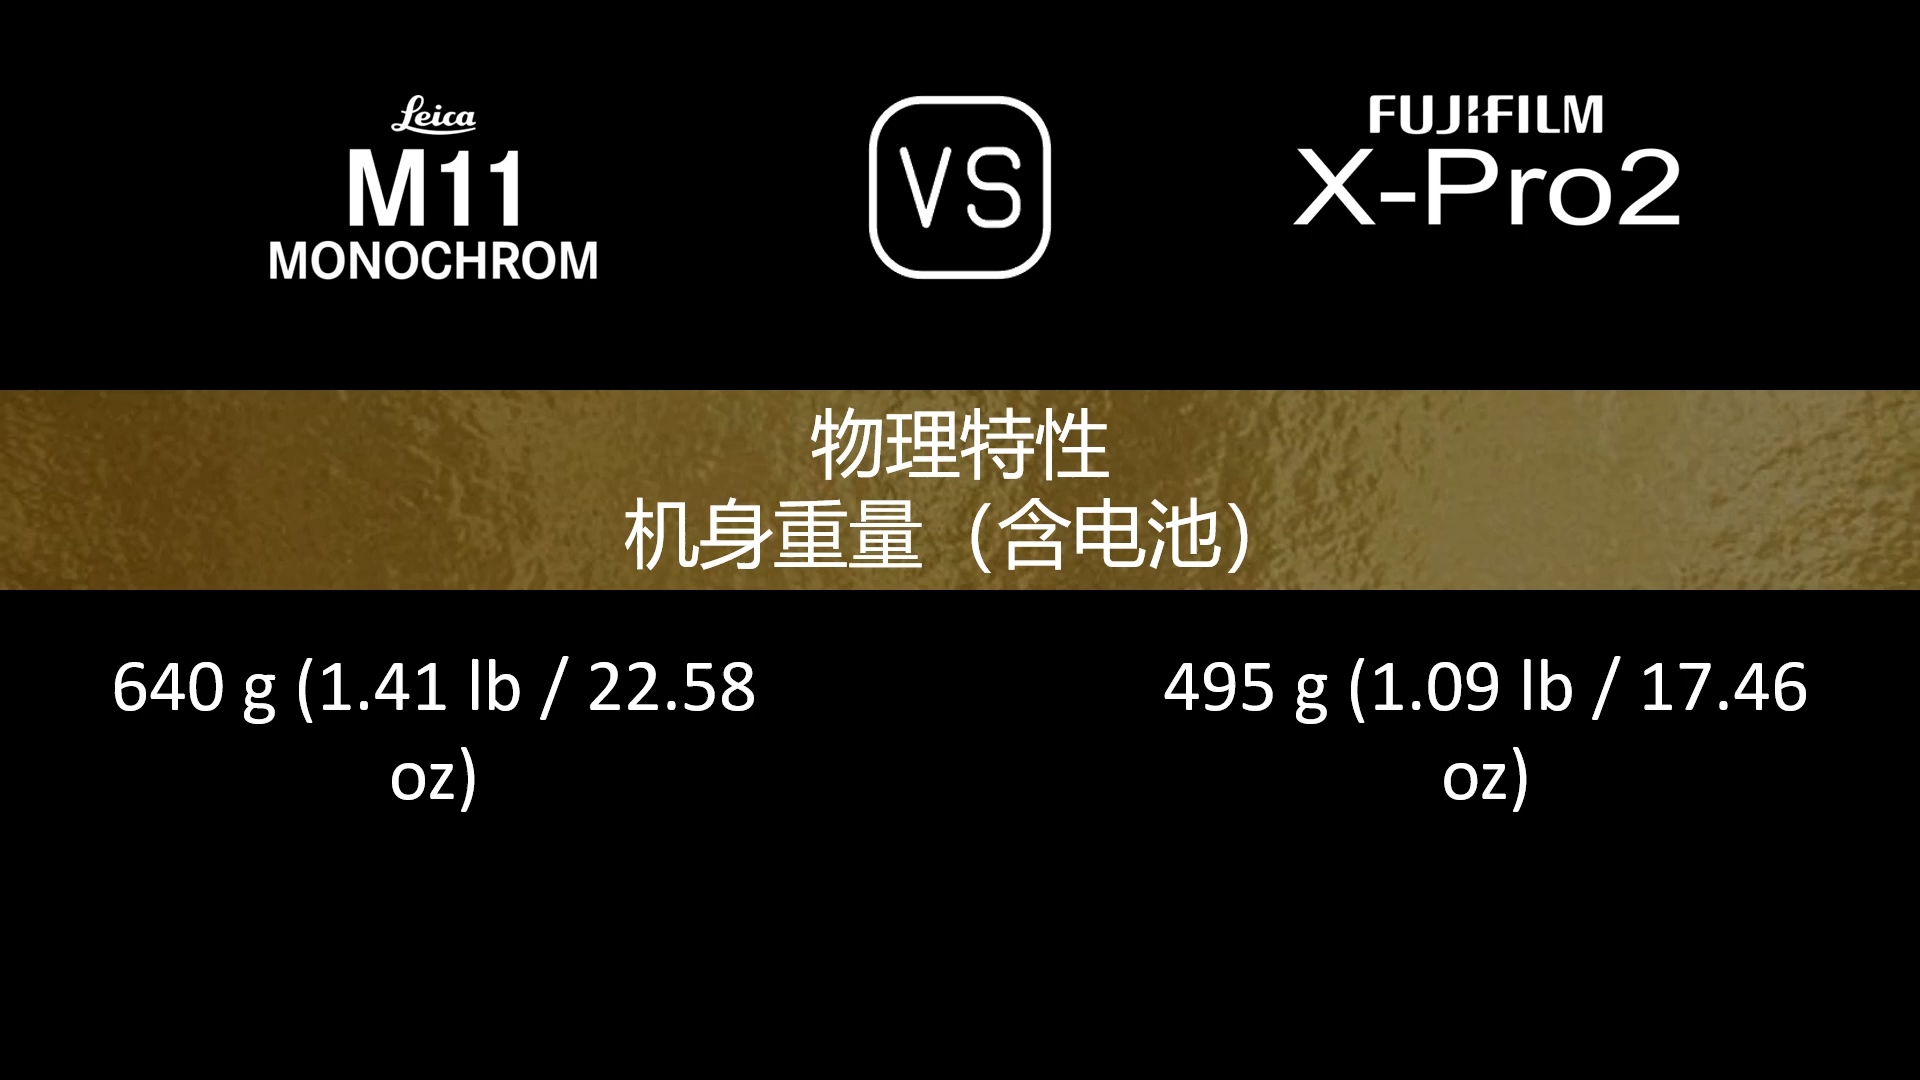 Leica
M11
MONOCHROM
VS
FUJIFILM
X-Pro2
物理特性
机身重量（含电池）
640 g (1.41 lb / 22.58
oz)
495 g (1.09 lb / 17.46
oz)